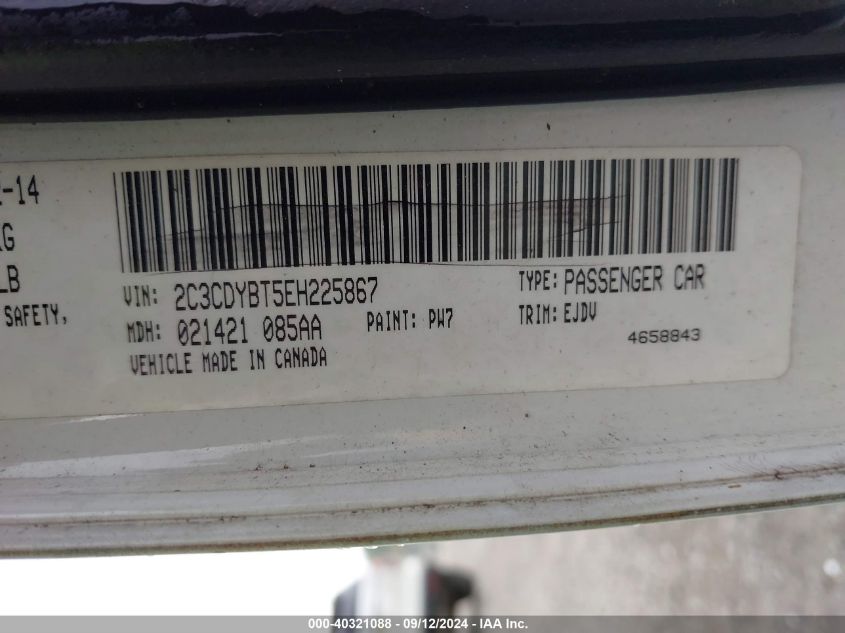 -14
KG
LB
SAFETY,
VIN: 2C3CDYBT5EH225867
TYPE: PASSENGER CAR
MDH: 021421 085AA
PAINT: PW7
TRIM: EJDV
VEHICLE MADE IN CANADA
4658843
000-40321088 - 09/12/2024 - IAA Inc.